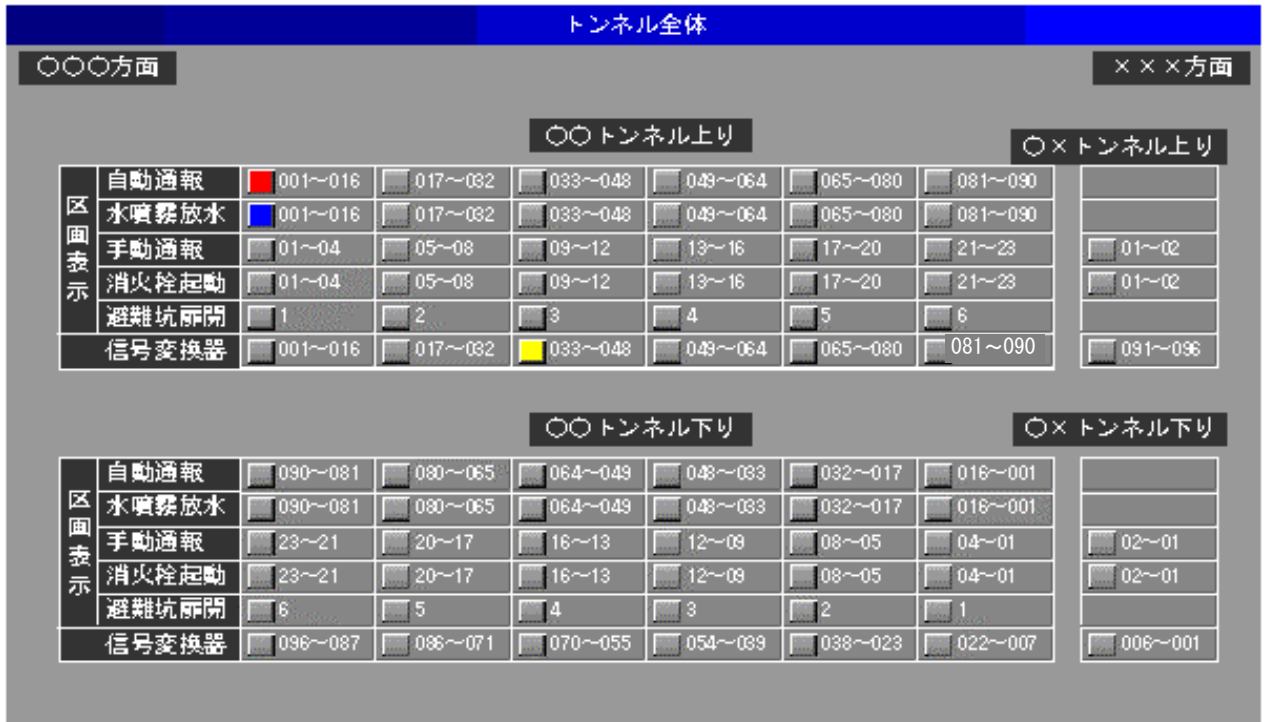 トンネル全体
○○○方面 ×××方面
○○トンネル上り ○×トンネル上り
区画表示
自動通報 001～016 017～032 033～048 049～064 065～080 081～090
水噴霧放水 001～016 017～032 033～048 049～064 065～080 081～090
手動通報 01～04 05～08 09～12 13～16 17～20 21～23 01～02
消火栓起動 01～04 05～08 09～12 13～16 17～20 21～23 01～02
避難坑扉開 1 2 3 4 5 6
信号変換器 001～016 017～032 033～048 049～064 065～080 081～090 091～096
○○トンネル下り ○×トンネル下り
区画表示
自動通報 090～081 080～065 064～049 048～033 032～017 016～001
水噴霧放水 090～081 080～065 064～049 048～033 032～017 016～001
手動通報 23～21 20～17 16～13 12～09 08～05 04～01 02～01
消火栓起動 23～21 20～17 16～13 12～09 08～05 04～01 02～01
避難坑扉開 6 5 4 3 2 1
信号変換器 096～087 086～071 070～055 054～039 038～023 022～007 006～001